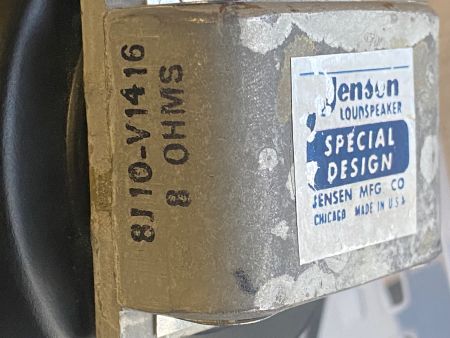 8J10-V1416
8 OHMS
Jensen
LOUDSPEAKER
SPECIAL
DESIGN
JENSEN MFG. CO
CHICAGO MADE IN U.S.A